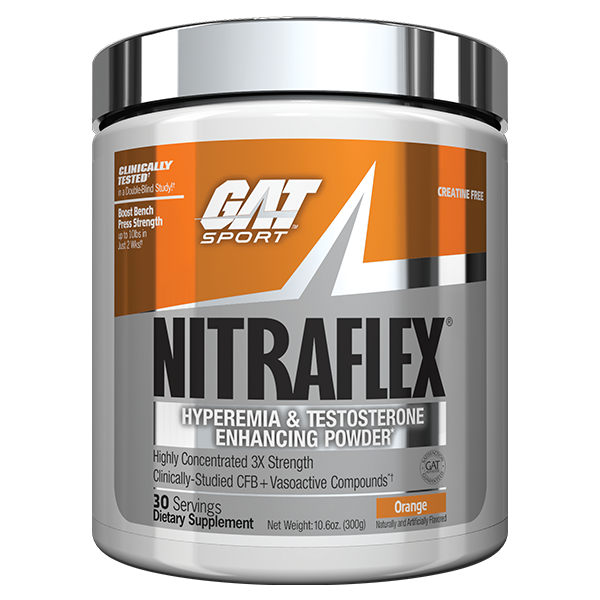 CLINICALLY
TESTED†
in a Double-Blind Study!†
Boost Bench
Press Strength
up to 10lbs in
Just 2 Wks!†
GAT™
SPORT
CREATINE FREE
NITRAFLEX®
HYPEREMIA & TESTOSTERONE
ENHANCING POWDER*
Highly Concentrated 3X Strength
Clinically-Studied CFB + Vasoactive Compounds*†
GAT
30 Servings
Dietary Supplement
Net Weight: 10.6oz. (300g)
Orange
Naturally and Artificially Flavored